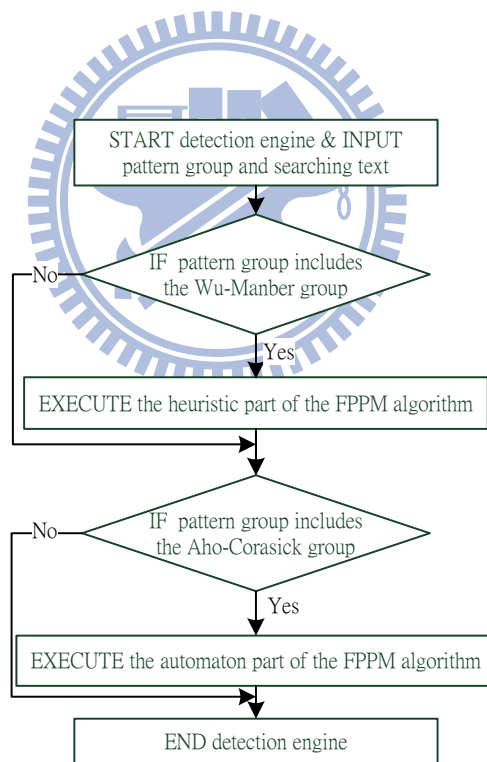 START detection engine & INPUT
pattern group and searching text
IF pattern group includes
the Wu-Manber group
No
Yes
EXECUTE the heuristic part of the FPPM algorithm
IF pattern group includes
the Aho-Corasick group
No
Yes
EXECUTE the automaton part of the FPPM algorithm
END detection engine